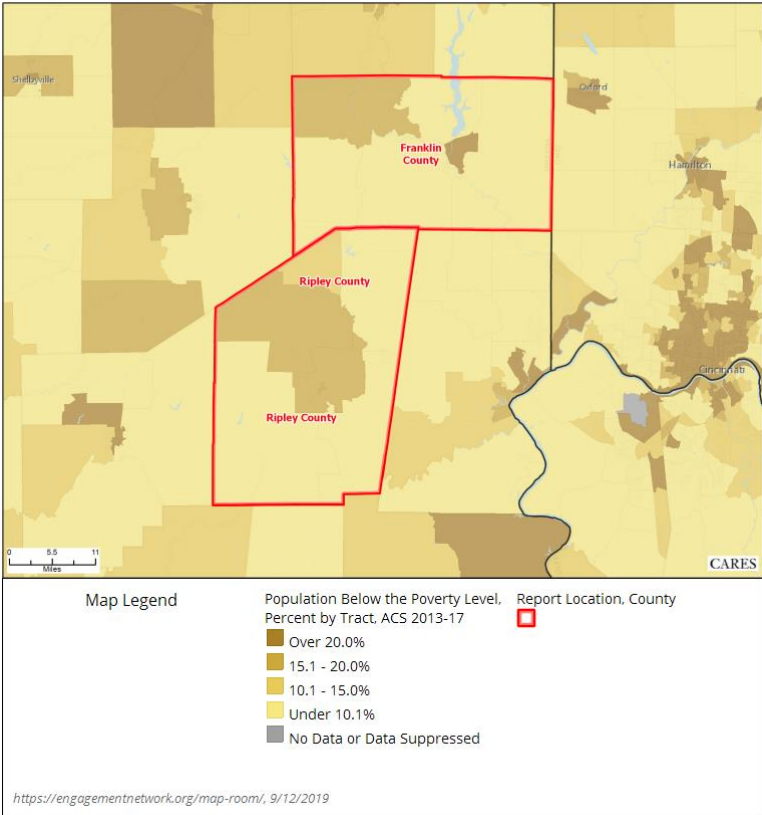 Shelbyville
Oxford
Franklin
County
Hamilton
Ripley County
Cincinnati
Ripley County
0 5.5 11
Miles
CARES
Map Legend
Population Below the Poverty Level,
Percent by Tract, ACS 2013-17
Over 20.0%
15.1 - 20.0%
10.1 - 15.0%
Under 10.1%
No Data or Data Suppressed
Report Location, County
https://engagementnetwork.org/map-room/, 9/12/2019